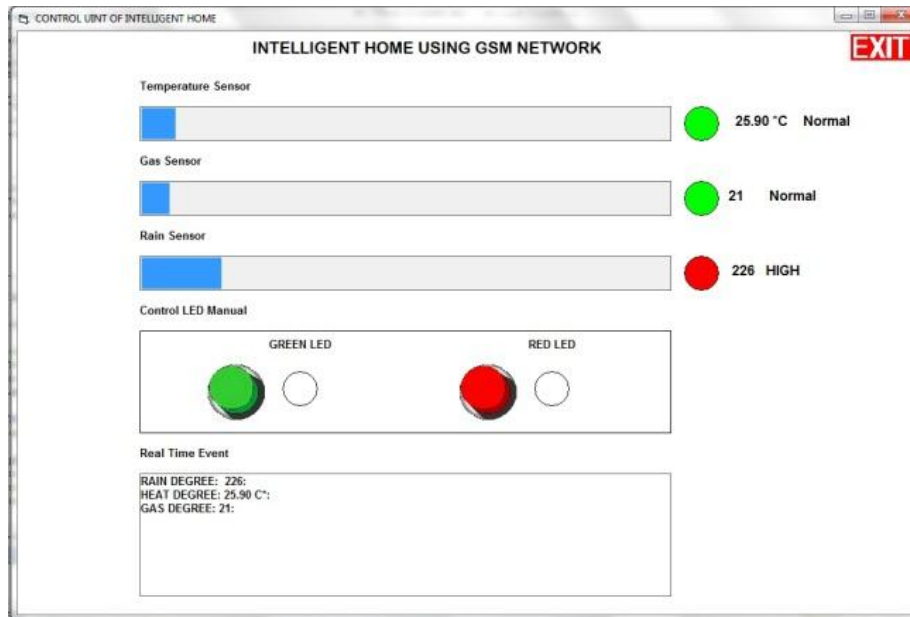 CONTROL UINT OF INTELLIGENT HOME
INTELLIGENT HOME USING GSM NETWORK
EXIT
Temperature Sensor
25.90 °C Normal
Gas Sensor
21 Normal
Rain Sensor
226 HIGH
Control LED Manual
GREEN LED RED LED
Real Time Event
RAIN DEGREE: 226:
HEAT DEGREE: 25.90 C°:
GAS DEGREE: 21: